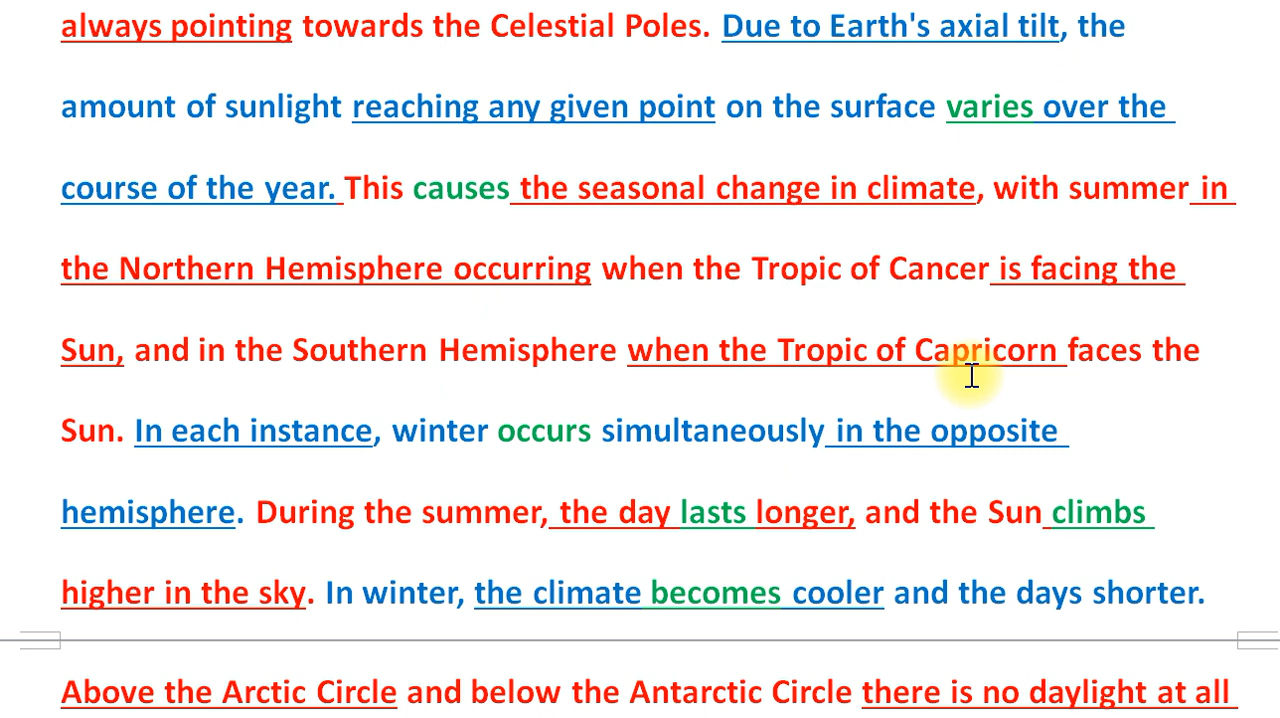 always pointing towards the Celestial Poles. Due to Earth's axial tilt, the
amount of sunlight reaching any given point on the surface varies over the
course of the year. This causes the seasonal change in climate, with summer in
the Northern Hemisphere occurring when the Tropic of Cancer is facing the
Sun, and in the Southern Hemisphere when the Tropic of Capricorn faces the
Sun. In each instance, winter occurs simultaneously in the opposite
hemisphere. During the summer, the day lasts longer, and the Sun climbs
higher in the sky. In winter, the climate becomes cooler and the days shorter.
Above the Arctic Circle and below the Antarctic Circle there is no daylight at all